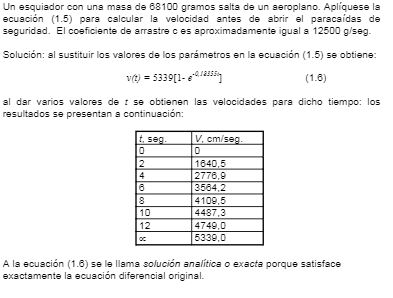 Un esquiador con una masa de 68100 gramos salta de un aeroplano. Aplíquese la
ecuación (1.5) para calcular la velocidad antes de abrir el paracaídas de
seguridad. El coeficiente de arrastre c es aproximadamente igual a 12500 g/seg.
Solución: al sustituir los valores de los parámetros en la ecuación (1.5) se obtiene:
v(t) = 5339[1- e^-0,18355t] (1.6)
al dar varios valores de t se obtienen las velocidades para dicho tiempo: los
resultados se presentan a continuación:
t, seg. V, cm/seg.
0 0
2 1640,5
4 2776,9
6 3564,2
8 4109,5
10 4487,3
12 4749,0
∝ 5339,0
A la ecuación (1.6) se le llama solución analítica o exacta porque satisface
exactamente la ecuación diferencial original.